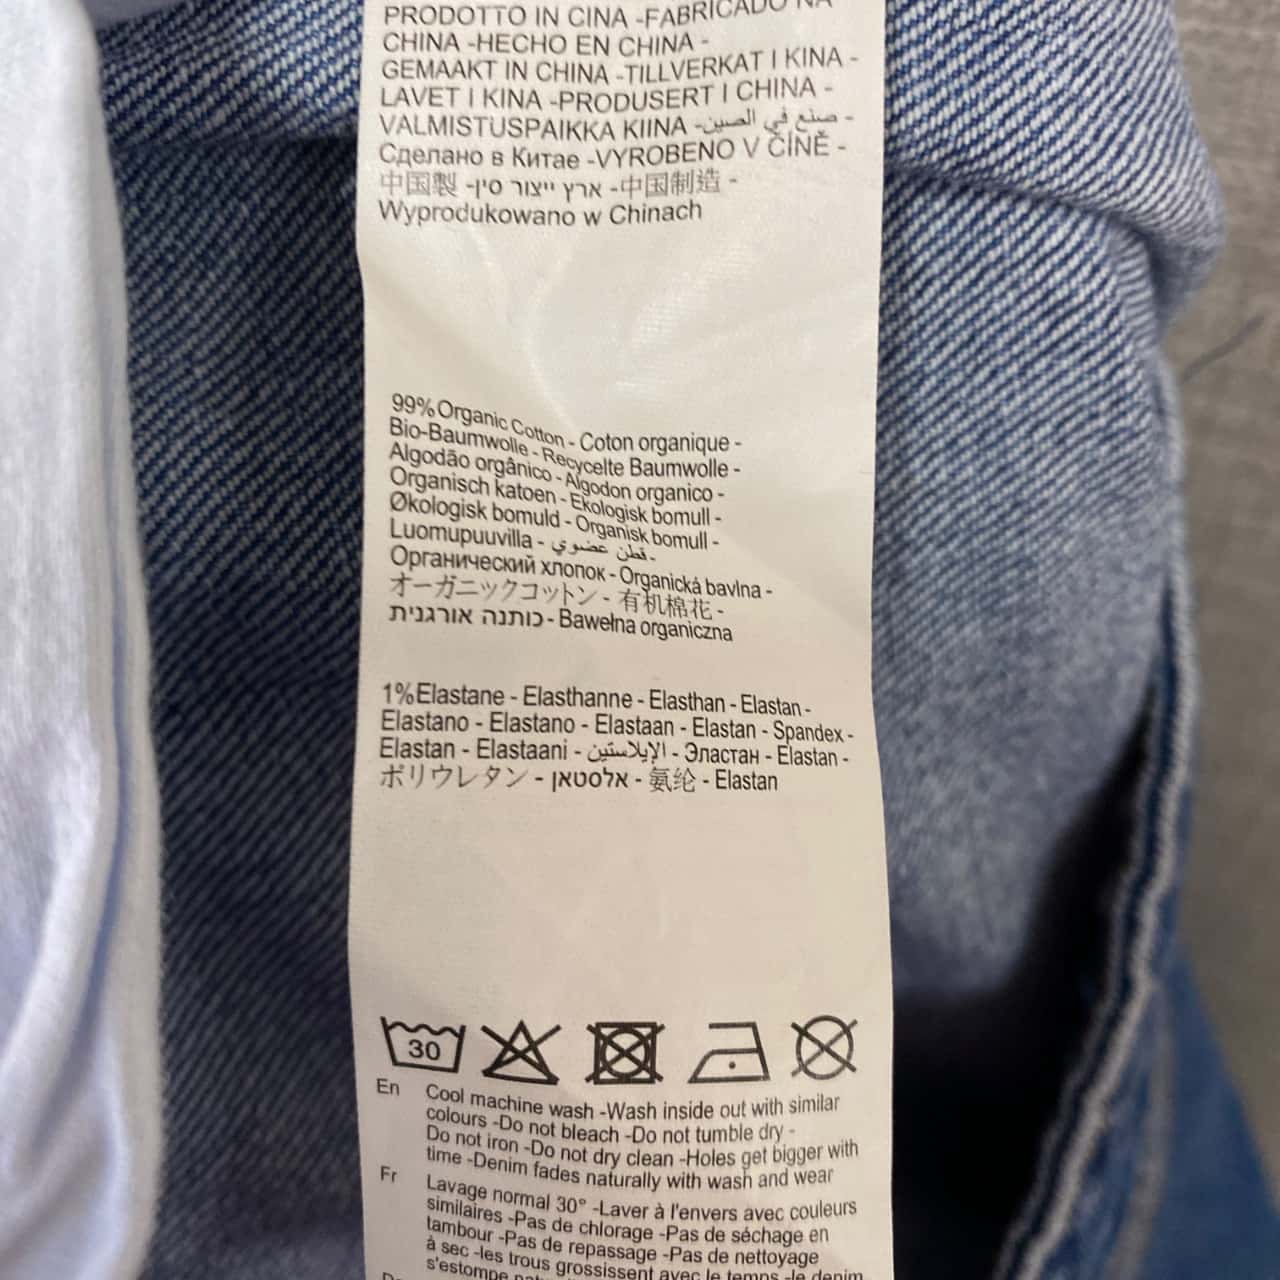 PRODOTTO IN CINA -FABRICADO NA
CHINA -HECHO EN CHINA -
GEMAAKT IN CHINA -TILLVERKAT I KINA -
LAVET I KINA -PRODUSERT I CHINA -
VALMISTUSPAIKKA KIINA -صنع في الصين -
Сделано в Китае -VYROBENO V ČÍNĚ -
中国製 -ארץ ייצור סין -中国制造 -
Wyprodukowano w Chinach
99%Organic Cotton - Coton organique -
Bio-Baumwolle - Recycelte Baumwolle -
Algodão orgânico - Algodon organico -
Organisch katoen - Ekologisk bomull -
Økologisk bomuld - Organisk bomull -
Luomupuuvilla - قطن عضوي -
Органический хлопок - Organická bavlna -
オーガニックコットン - 有机棉花 -
כותנה אורגנית - Bawełna organiczna
1%Elastane - Elasthanne - Elasthan - Elastan -
Elastano - Elastano - Elastaan - Elastan - Spandex -
Elastan - Elastaani - الإيلاستين - Эластан - Elastan -
ポリウレタン - אלסטאן - 氨纶 - Elastan
30
En Cool machine wash -Wash inside out with similar
colours -Do not bleach -Do not tumble dry -
Do not iron -Do not dry clean -Holes get bigger with
time -Denim fades naturally with wash and wear
Fr Lavage normal 30° -Laver à l'envers avec couleurs
similaires -Pas de chlorage -Pas de séchage en
tambour -Pas de repassage -Pas de nettoyage
à sec -les trous grossissent avec le temps -le denim
s'estompe